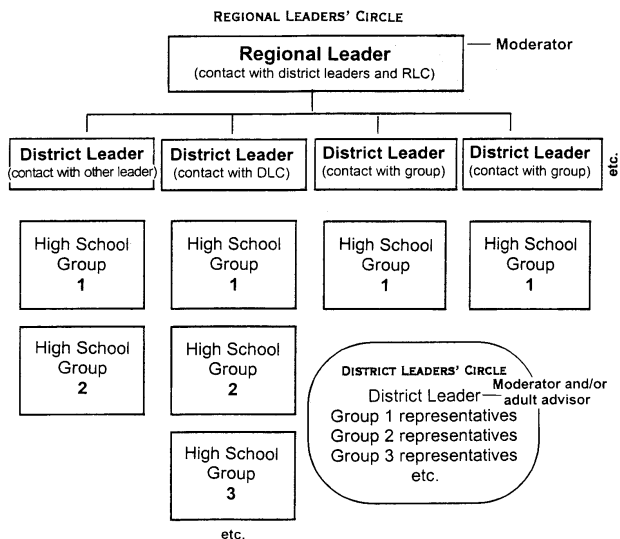 REGIONAL LEADERS' CIRCLE
Regional Leader
(contact with district leaders and RLC)
Moderator
District Leader
(contact with other leader)
District Leader
(contact with DLC)
District Leader
(contact with group)
District Leader
(contact with group)
etc.
High School
Group
1
High School
Group
1
High School
Group
1
High School
Group
1
High School
Group
2
High School
Group
2
High School
Group
3
etc.
DISTRICT LEADERS' CIRCLE
District Leader
Moderator and/or
adult advisor
Group 1 representatives
Group 2 representatives
Group 3 representatives
etc.